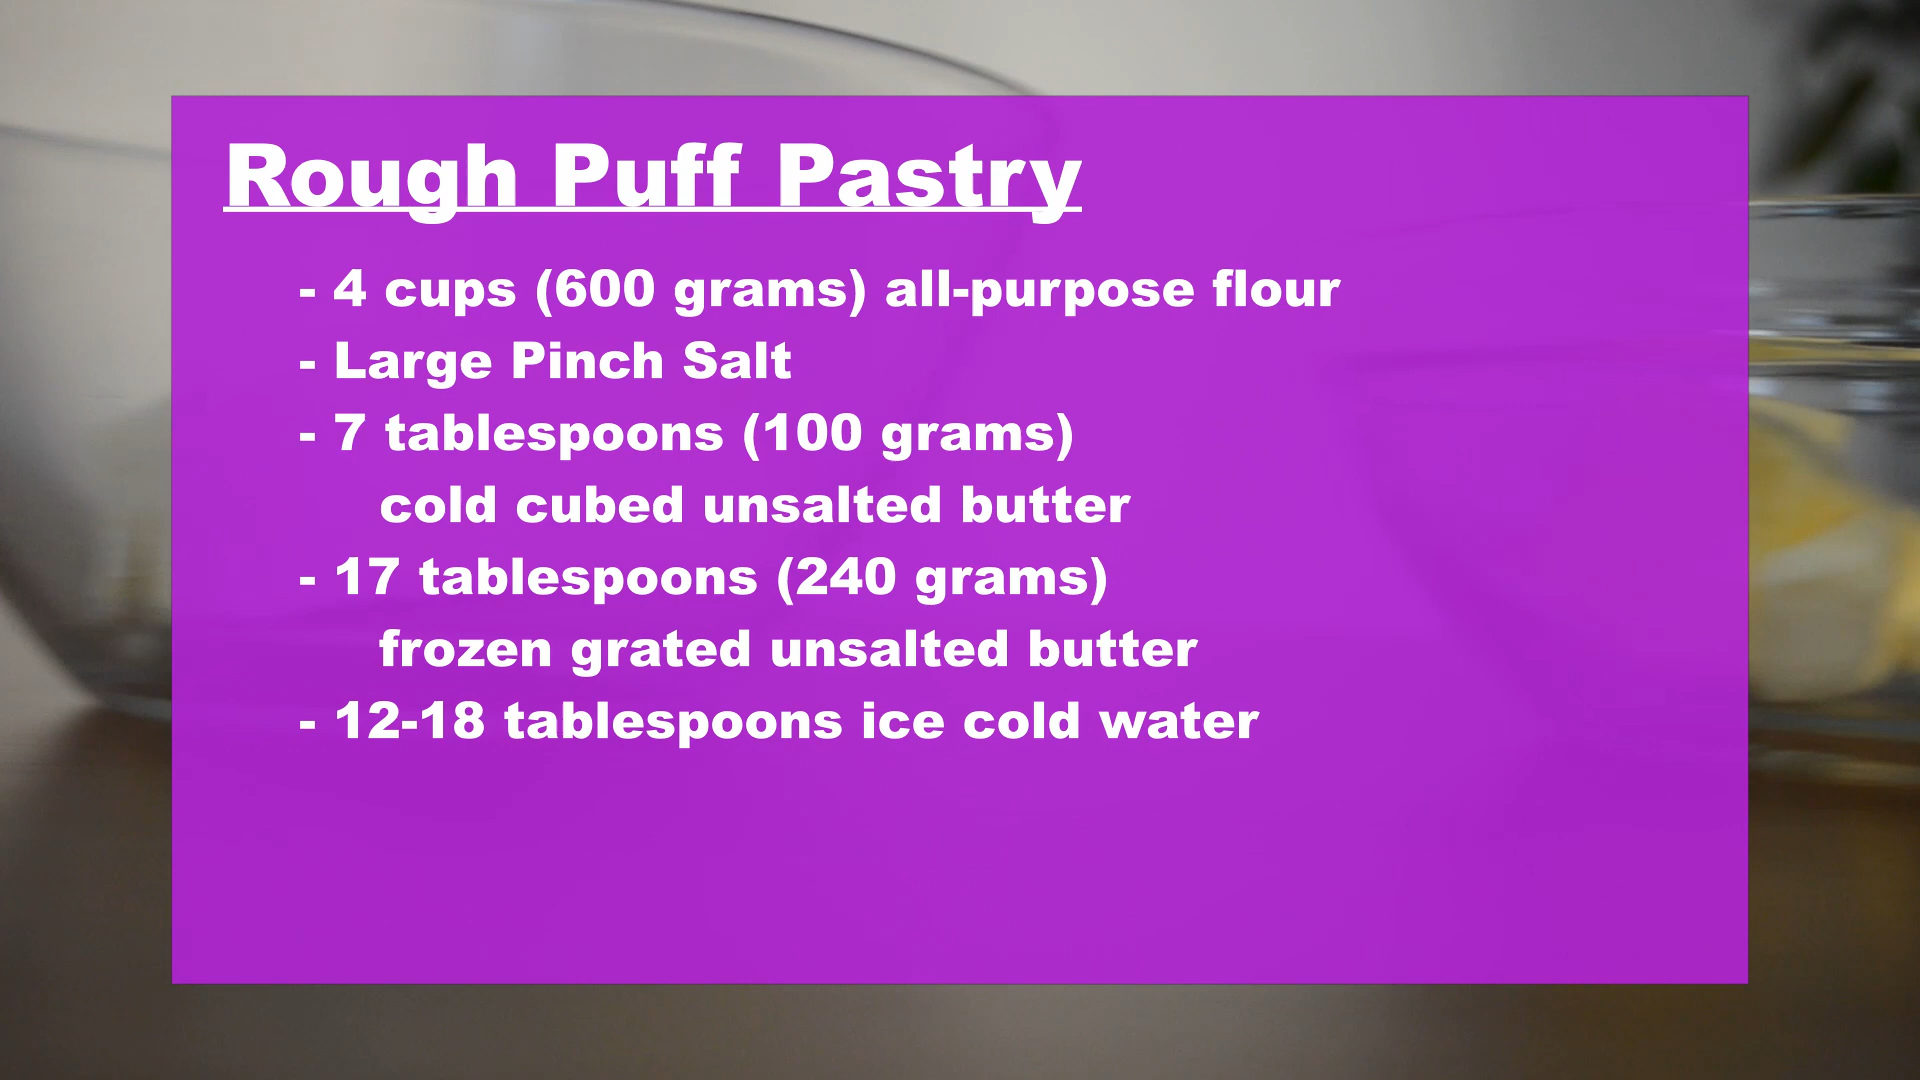 Rough Puff Pastry
- 4 cups (600 grams) all-purpose flour
- Large Pinch Salt
- 7 tablespoons (100 grams)
cold cubed unsalted butter
- 17 tablespoons (240 grams)
frozen grated unsalted butter
- 12-18 tablespoons ice cold water